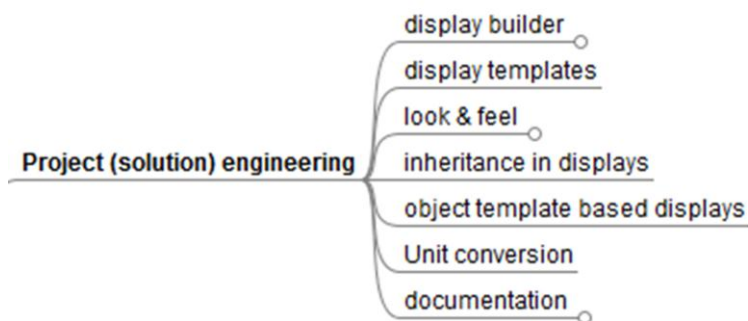 display builder
display templates
look & feel
Project (solution) engineering
inheritance in displays
object template based displays
Unit conversion
documentation